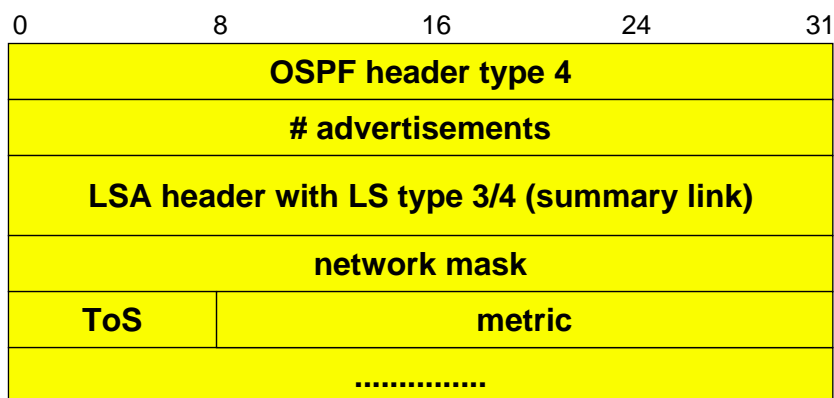 0 8 16 24 31
OSPF header type 4
# advertisements
LSA header with LS type 3/4 (summary link)
network mask
ToS metric
...............